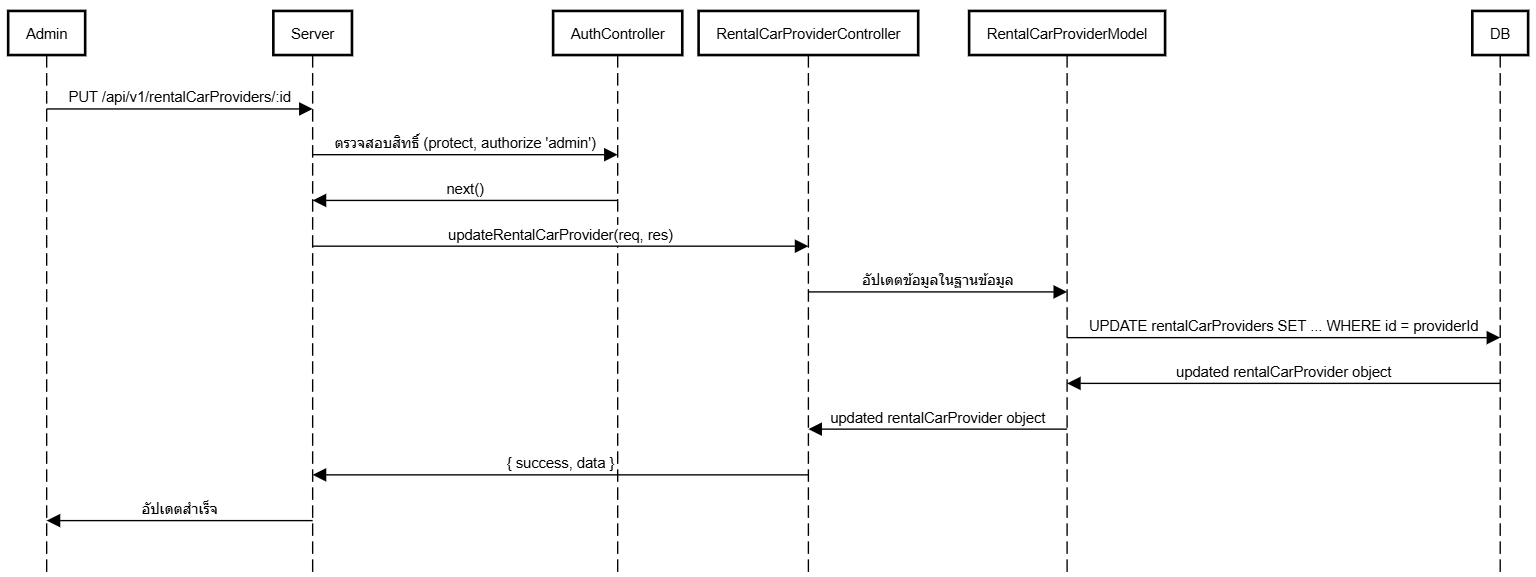 Admin
Server
AuthController
RentalCarProviderController
RentalCarProviderModel
DB
PUT /api/v1/rentalCarProviders/:id
ตรวจสอบสิทธิ์ (protect, authorize 'admin')
next()
updateRentalCarProvider(req, res)
อัปเดตข้อมูลในฐานข้อมูล
UPDATE rentalCarProviders SET ... WHERE id = providerId
updated rentalCarProvider object
updated rentalCarProvider object
{ success, data }
อัปเดตสำเร็จ